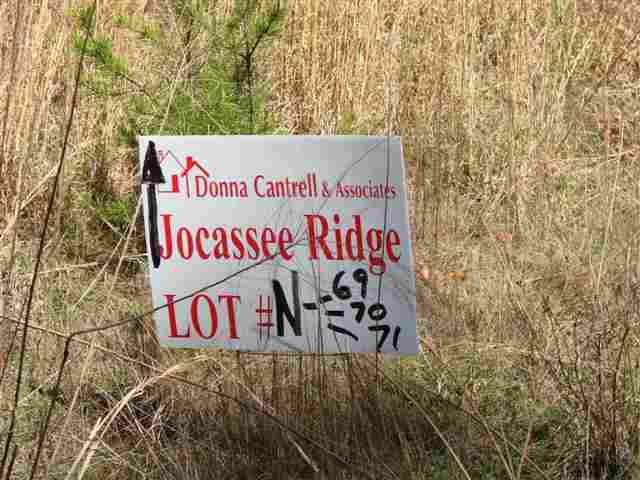 Donna Cantrell & Associates
Jocassee Ridge
LOT # N--69
-70
-71